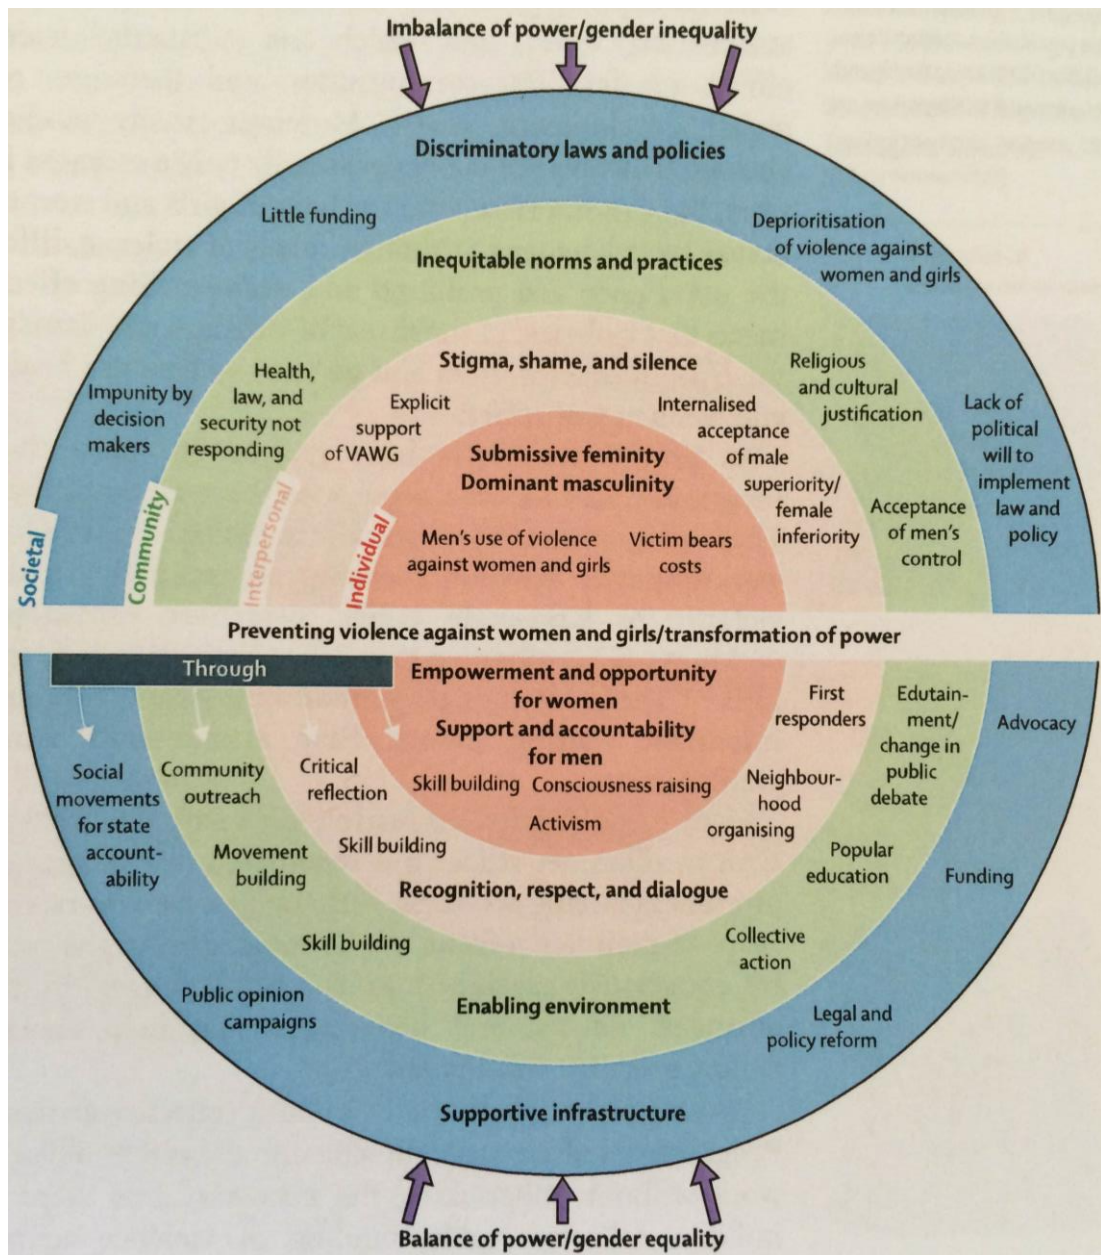 Imbalance of power/gender inequality
Discriminatory laws and policies
Little funding
Deprioritisation
of violence against
women and girls
Inequitable norms and practices
Impunity by
decision
makers
Health,
law, and
security not
responding
Stigma, shame, and silence
Religious
and cultural
justification
Lack of
political
will to
implement
law and
policy
Explicit
support
of VAWG
Internalised
acceptance
of male
superiority/
female
inferiority
Submissive feminity
Dominant masculinity
Acceptance
of men's
control
Men's use of violence
against women and girls
Victim bears
costs
Societal
Community
Interpersonal
Individual
Preventing violence against women and girls/transformation of power
Through
Empowerment and opportunity
for women
Support and accountability
for men
Skill building
Consciousness raising
Activism
First
responders
Edutain-
ment/
change in
public
debate
Advocacy
Social
movements
for state
account-
ability
Community
outreach
Critical
reflection
Neighbour-
hood
organising
Skill building
Movement
building
Popular
education
Funding
Recognition, respect, and dialogue
Skill building
Collective
action
Public opinion
campaigns
Enabling environment
Legal and
policy reform
Supportive infrastructure
Balance of power/gender equality